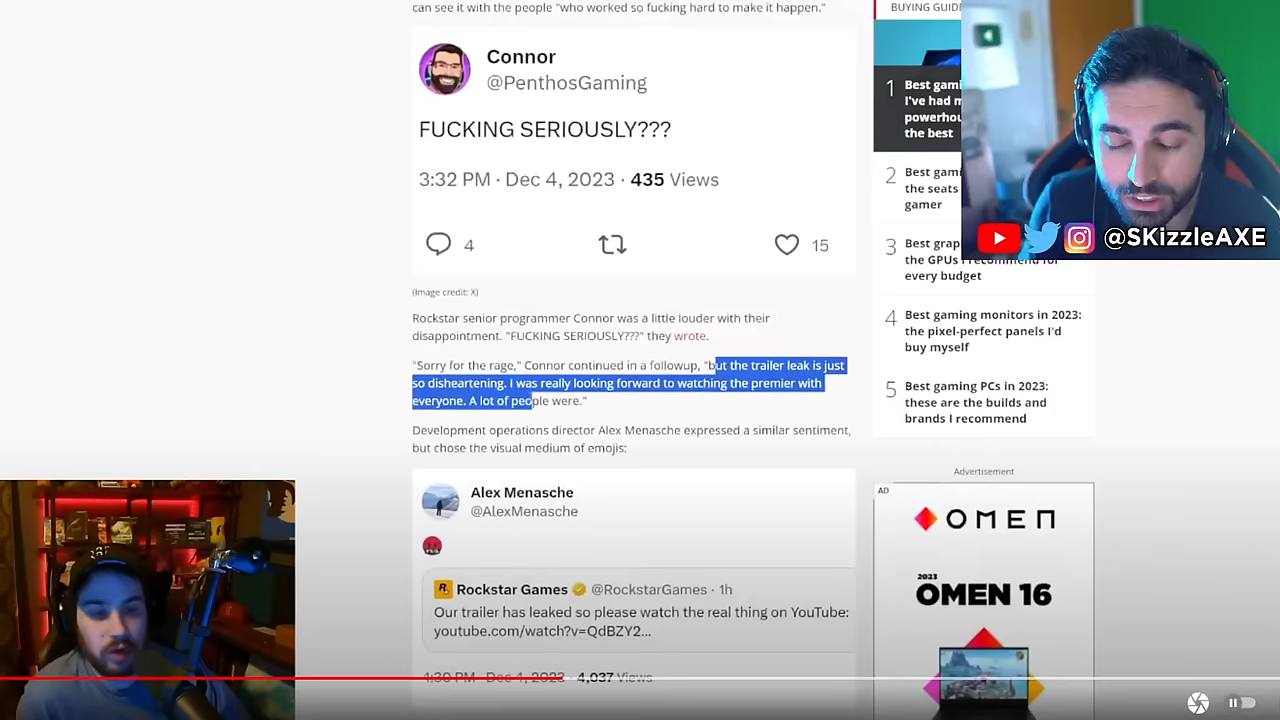 can see it with the people "who worked so fucking hard to make it happen."
Connor
@PenthosGaming
FUCKING SERIOUSLY???
3:32 PM · Dec 4, 2023 · 435 Views
4
15
(Image credit: X)
Rockstar senior programmer Connor was a little louder with their
disappointment. "FUCKING SERIOUSLY???" they wrote.
"Sorry for the rage," Connor continued in a followup, "but the trailer leak is just
so disheartening. I was really looking forward to watching the premier with
everyone. A lot of people were."
Development operations director Alex Menasche expressed a similar sentiment,
but chose the visual medium of emojis:
Alex Menasche
@AlexMenasche
Rockstar Games @RockstarGames · 1h
Our trailer has leaked so please watch the real thing on YouTube:
youtube.com/watch?v=QdBZY2...
4:30 PM · Dec 4, 2023 · 4,037 Views
BUYING GUIDE
1
Best gami
I've had m
powerhou
the best
2
Best gami
the seats
gamer
3
Best grap
the GPUs I recommend for
every budget
4
Best gaming monitors in 2023:
the pixel-perfect panels I'd
buy myself
5
Best gaming PCs in 2023:
these are the builds and
brands I recommend
Advertisement
AD
OMEN
2023
OMEN 16
@SKizzleAXE